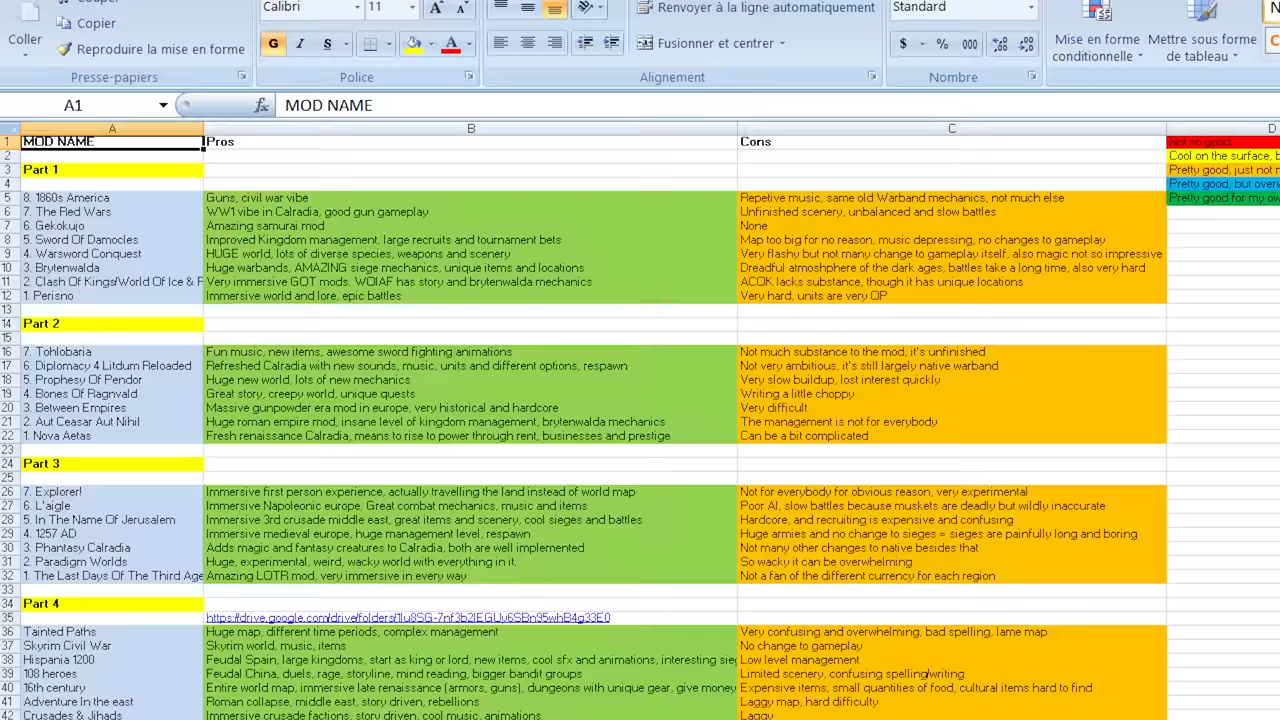 Calibri 11 A A Renvoyer à la ligne automatiquement Standard
Copier
Coller
Reproduire la mise en forme G I S A Fusionner et centrer $ % 000 Mise en forme conditionnelle Mettre sous forme de tableau
Presse-papiers Police Alignement Nombre
A1 fx MOD NAME
A B C D
1 MOD NAME Pros Cons Not so good
2 Cool on the surface, b
3 Part 1 Pretty good, just not
4 Pretty good, but over
5 8. 1860s America Guns, civil war vibe Repetive music, same old Warband mechanics, not much else Pretty good for my ow
6 7. The Red Wars WW1 vibe in Calradia, good gun gameplay Unfinished scenery, unbalanced and slow battles
7 6. Gekokujo Amazing samurai mod None
8 5. Sword Of Damocles Improved Kingdom management, large recruits and tournament bets Map too big for no reason, music depressing, no changes to gameplay
9 4. Warsword Conquest HUGE world, lots of diverse species, weapons and scenery Very flashy but not many change to gameplay itself, also magic not so impressive
10 3. Brytenwalda Huge warbands, AMAZING siege mechanics, unique items and locations Dreadful atmoshphere of the dark ages, battles take a long time, also very hard
11 2. Clash Of Kings/World Of Ice & F Very immersive GOT mods. WOIAF has story and brytenwalda mechanics ACOK lacks substance, though it has unique locations
12 1. Perisno Immersive world and lore, epic battles Very hard, units are very OP
13
14 Part 2
15
16 7. Tohlobaria Fun music, new items, awesome sword fighting animations Not much substance to the mod, it's unfinished
17 6. Diplomacy 4 Litdum Reloaded Refreshed Calradia with new sounds, music, units and different options, respawn Not very ambitious, it's still largely native warband
18 5. Prophesy Of Pendor Huge new world, lots of new mechanics Very slow buildup, lost interest quickly
19 4. Bones Of Ragnvald Great story, creepy world, unique quests Writing a little choppy
20 3. Between Empires Massive gunpowder era mod in europe, very historical and hardcore Very difficult
21 2. Aut Ceasar Aut Nihil Huge roman empire mod, insane level of kingdom management, brytenwalda mechanics The management is not for everybody
22 1. Nova Aetas Fresh renaissance Calradia, means to rise to power through rent, businesses and prestige Can be a bit complicated
23
24 Part 3
25
26 7. Explorer! Immersive first person experience, actually travelling the land instead of world map Not for everybody for obvious reason, very experimental
27 6. L'aigle Immersive Napoleonic europe. Great combat mechanics, music and items Poor AI, slow battles because muskets are deadly but wildly inaccurate
28 5. In The Name Of Jerusalem Immersive 3rd crusade middle east, great items and scenery, cool sieges and battles Hardcore, and recruiting is expensive and confusing
29 4. 1257 AD Immersive medieval europe, huge management level, respawn Huge armies and no change to sieges = sieges are painfully long and boring
30 3. Phantasy Calradia Adds magic and fantasy creatures to Calradia, both are well implemented Not many other changes to native besides that
31 2. Paradigm Worlds Huge, experimental, weird, wacky world with everything in it. So wacky it can be overwhelming
32 1. The Last Days Of The Third Age Amazing LOTR mod, very immersive in every way Not a fan of the different currency for each region
33
34 Part 4
35
36 Tainted Paths Huge map, different time periods, complex management Very confusing and overwhelming, bad spelling, lame map
37 Skyrim Civil War Skyrim world, music, items No change to gameplay
38 Hispania 1200 Feudal Spain, large kingdoms, start as king or lord, new items, cool sfx and animations, interesting sie Low level management
39 108 heroes Feudal China, duels, rage, storyline, mind reading, bigger bandit groups Limited scenery, confusing spelling/writing
40 16th century Entire world map, immersive late renaissance (armors, guns), dungeons with unique gear, give money Expensive items, small quantities of food, cultural items hard to find
41 Adventure In the east Roman collapse, middle east, story driven, rebellions Laggy map, hard difficulty
42 Crusades & Jihads Immersive crusade factions, story driven, cool music, animations Laggy